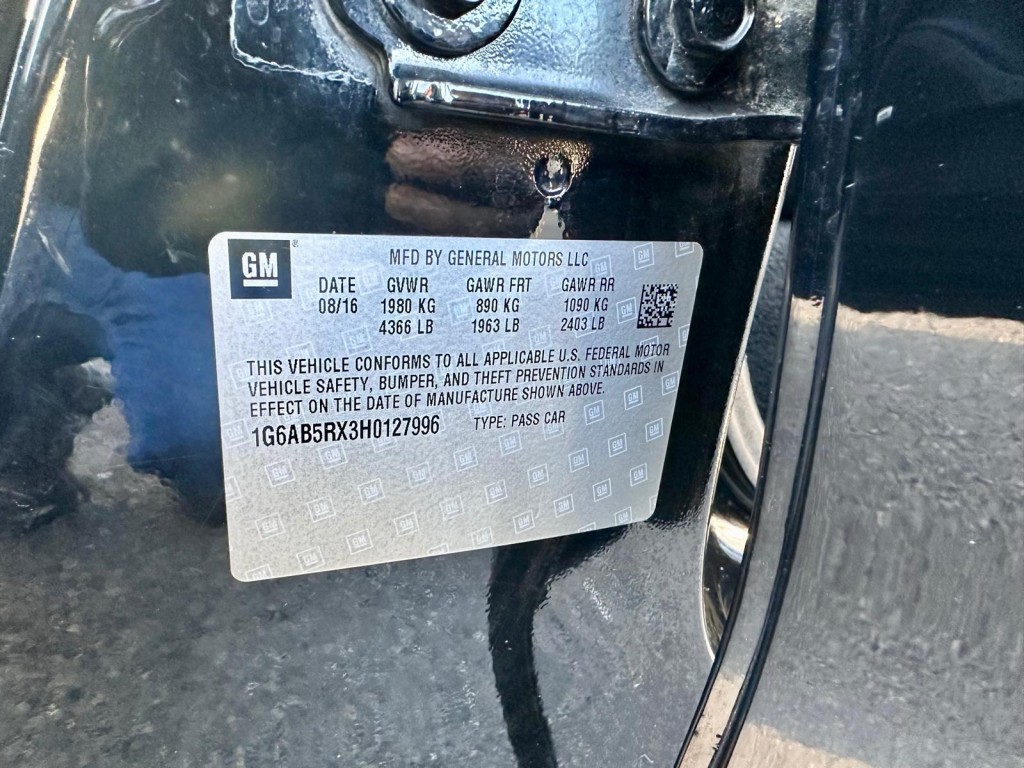 GM
MFD BY GENERAL MOTORS LLC
DATE GVWR GAWR FRT GAWR RR
08/16 1980 KG 890 KG 1090 KG
4366 LB 1963 LB 2403 LB
THIS VEHICLE CONFORMS TO ALL APPLICABLE U.S. FEDERAL MOTOR
VEHICLE SAFETY, BUMPER, AND THEFT PREVENTION STANDARDS IN
EFFECT ON THE DATE OF MANUFACTURE SHOWN ABOVE.
1G6AB5RX3H0127996 TYPE: PASS CAR